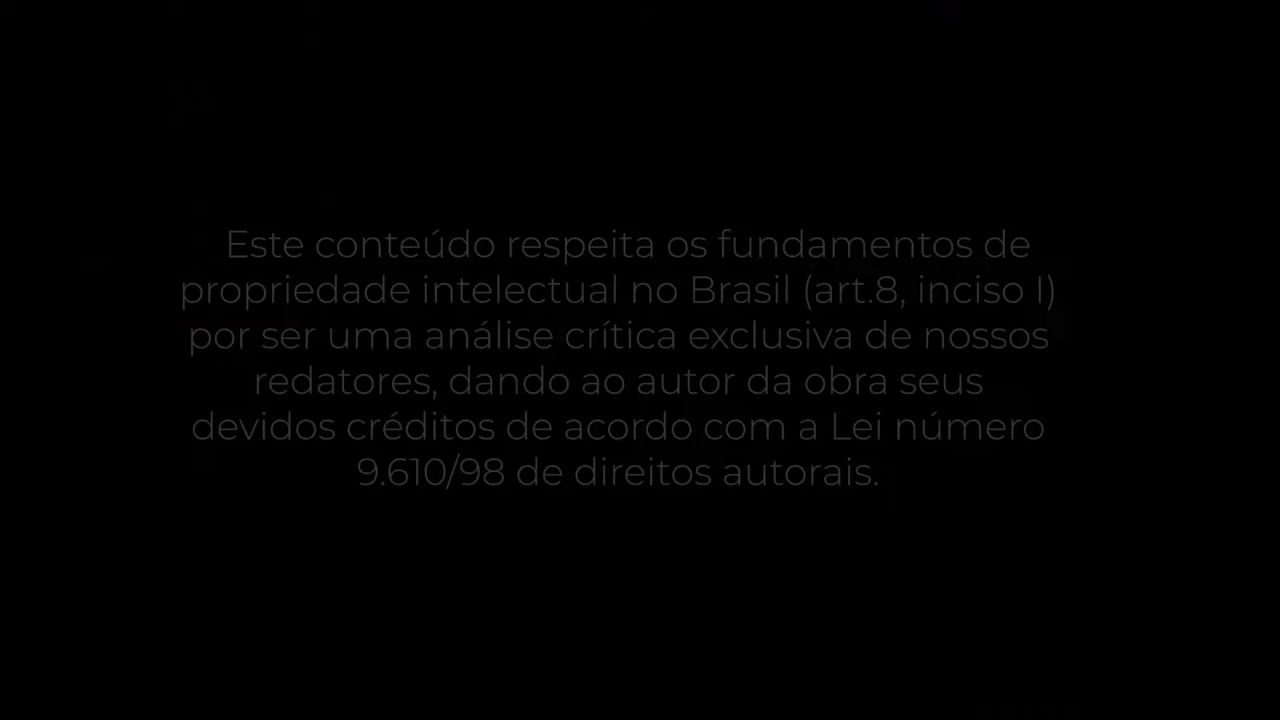 Este conteúdo respeita os fundamentos de
propriedade intelectual no Brasil (art.8, inciso I)
por ser uma análise crítica exclusiva de nossos
redatores, dando ao autor da obra seus
devidos créditos de acordo com a Lei número
9.610/98 de direitos autorais.